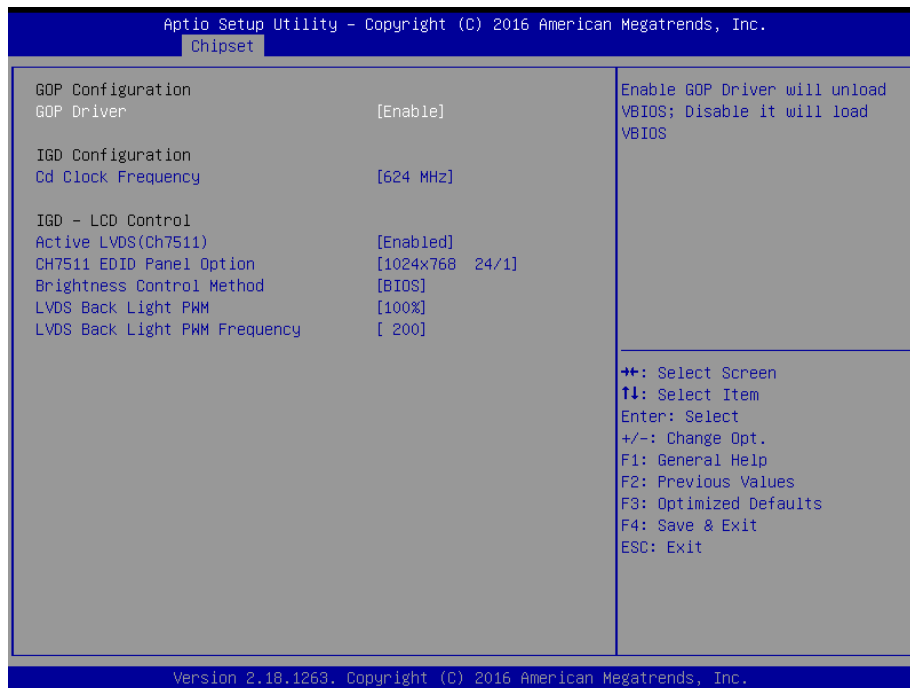 Aptio Setup Utility – Copyright (C) 2016 American Megatrends, Inc.
Chipset
GOP Configuration
GOP Driver [Enable]
IGD Configuration
Cd Clock Frequency [624 MHz]
IGD – LCD Control
Active LVDS(Ch7511) [Enabled]
CH7511 EDID Panel Option [1024x768 24/1]
Brightness Control Method [BIOS]
LVDS Back Light PWM [100%]
LVDS Back Light PWM Frequency [ 200]
Enable GOP Driver will unload
VBIOS; Disable it will load
VBIOS
→←: Select Screen
↑↓: Select Item
Enter: Select
+/-: Change Opt.
F1: General Help
F2: Previous Values
F3: Optimized Defaults
F4: Save & Exit
ESC: Exit
Version 2.18.1263. Copyright (C) 2016 American Megatrends, Inc.